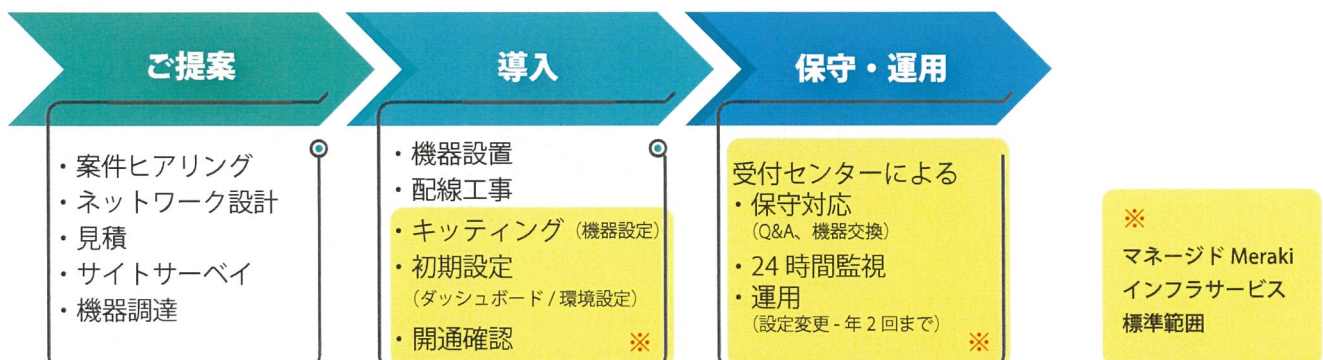 ご提案
・案件ヒアリング
・ネットワーク設計
・見積
・サイトサーベイ
・機器調達
導入
・機器設置
・配線工事
・キッティング（機器設定）
・初期設定
（ダッシュボード / 環境設定）
・開通確認 ※
保守・運用
受付センターによる
・保守対応
（Q&A、機器交換）
・24 時間監視
・運用
（設定変更 - 年 2 回まで）
※
※
マネージド Meraki
インフラサービス
標準範囲